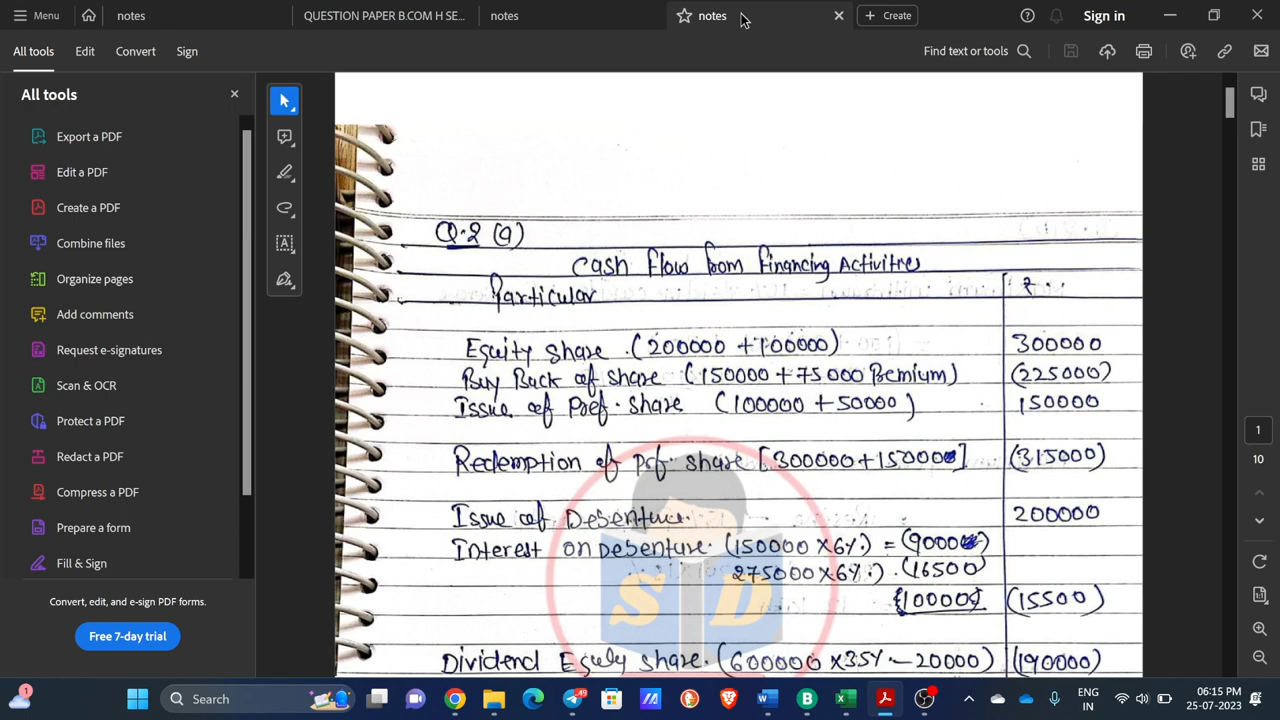 Menu
notes
QUESTION PAPER B.COM H SE...
notes
notes
Create
Sign in
All tools
Edit
Convert
Sign
Find text or tools
All tools
Export a PDF
Edit a PDF
Create a PDF
Combine files
Organize pages
Add comments
Request e-signatures
Scan & OCR
Protect a PDF
Redact a PDF
Compress a PDF
Prepare a form
Fill & Sign
Convert, edit, and e-sign PDF forms.
Free 7-day trial
Q.2 (a)
Cash flow from Financing Activities
Particular ₹
Equity share (200000 + 100000) 300000
Buy Back of share (150000 + 75000 Premium) (225000)
Issue of Pref. share (100000 + 50000) 150000
Redemption of Prf. share [300000 + 15000] (315000)
Issue of Debenture. 200000
Interest on Debenture (150000 X 6%) = (9000)
275000 X 6%) (16500)
{10000} (15500)
Dividend Equity share. (600000 X 35% - 20000) (190000)
S D
1
10
1
Search
49
ENG
IN
06:15 PM
25-07-2023